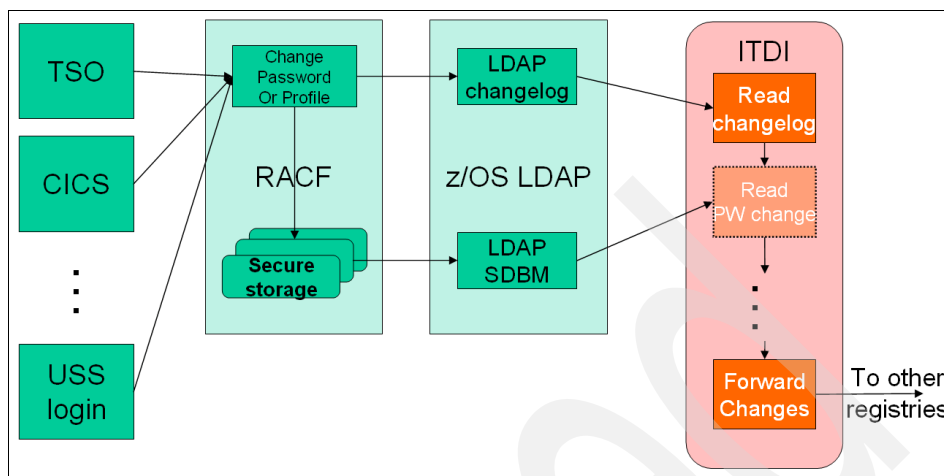 TSO
CICS
USS
login
Change
Password
Or Profile
RACF
Secure
storage
LDAP
changelog
z/OS LDAP
LDAP
SDBM
ITDI
Read
changelog
Read
PW change
Forward
Changes
To other
registries